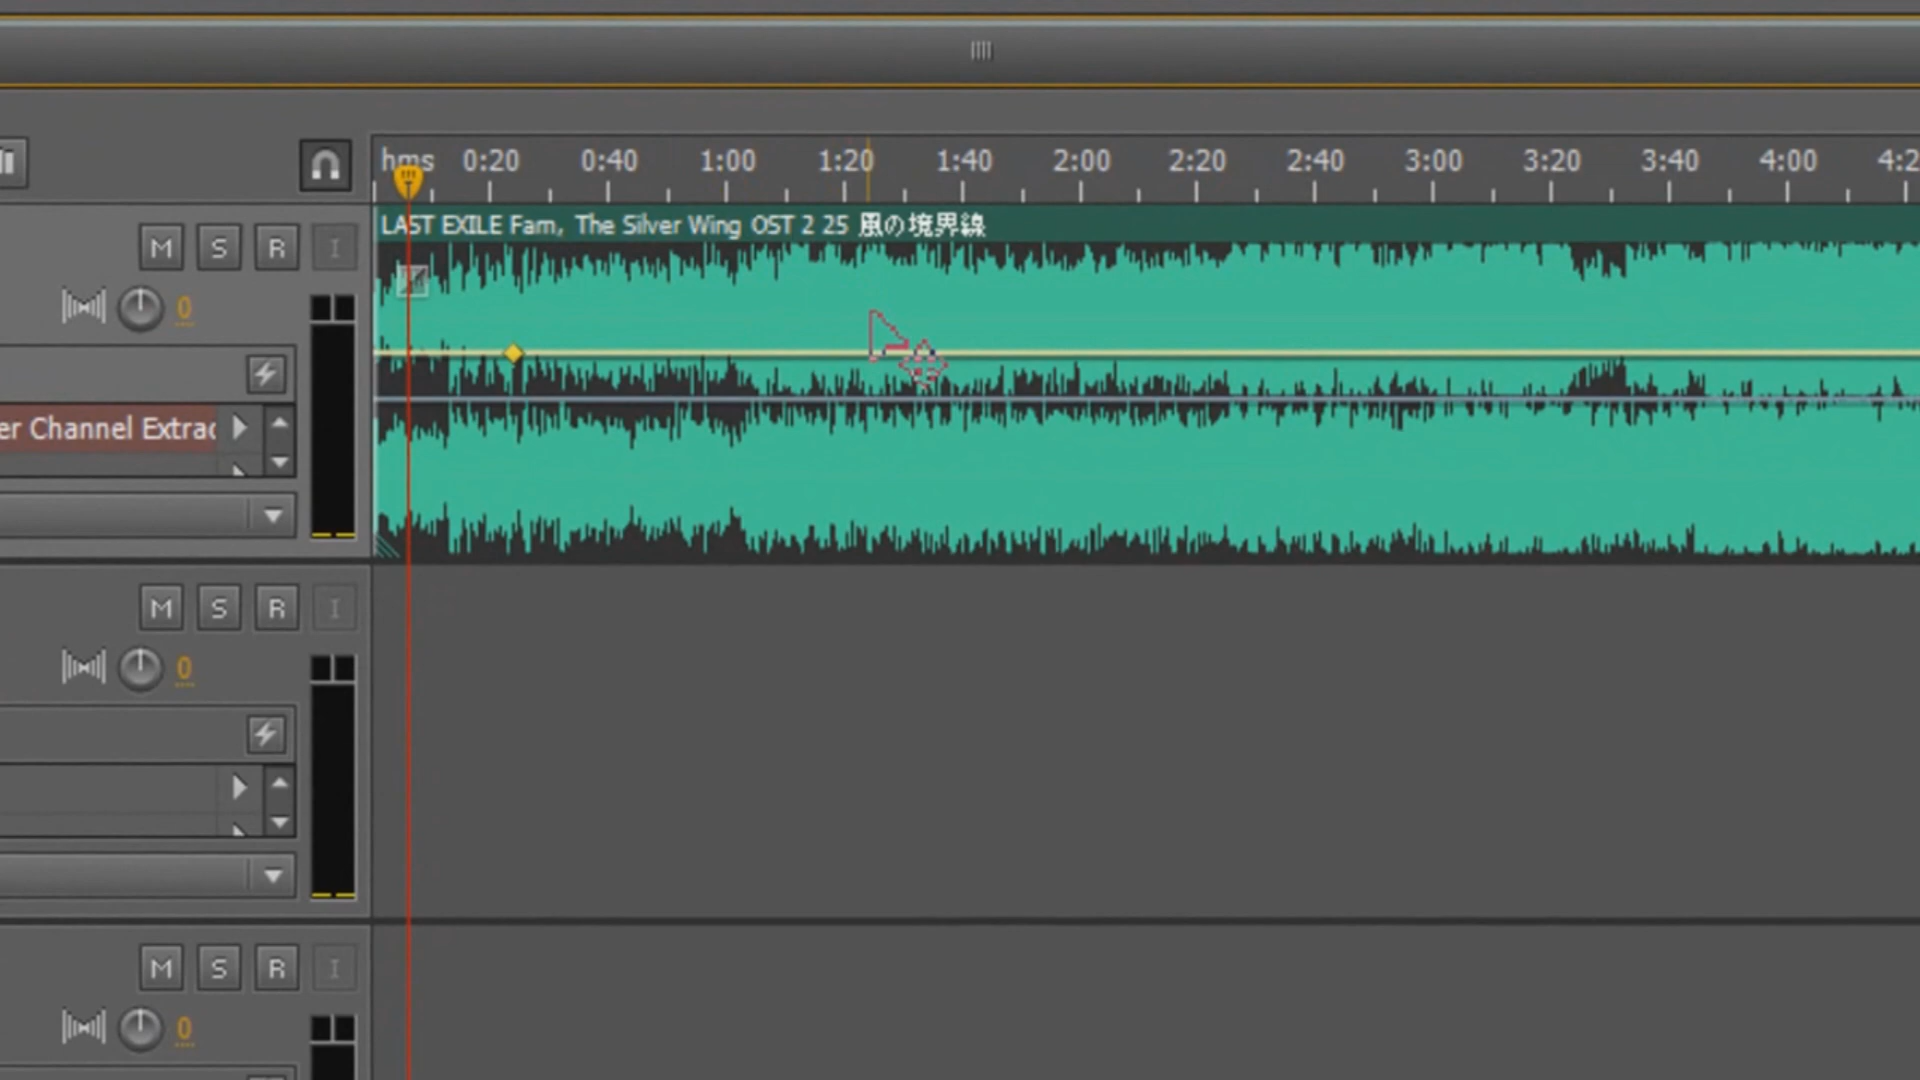 hms 0:20 0:40 1:00 1:20 1:40 2:00 2:20 2:40 3:00 3:20 3:40 4:00 4:2
LAST EXILE Fam, The Silver Wing OST 2 25 風の境界線
M S R I
0
er Channel Extrac
M S R I
0
M S R I
0